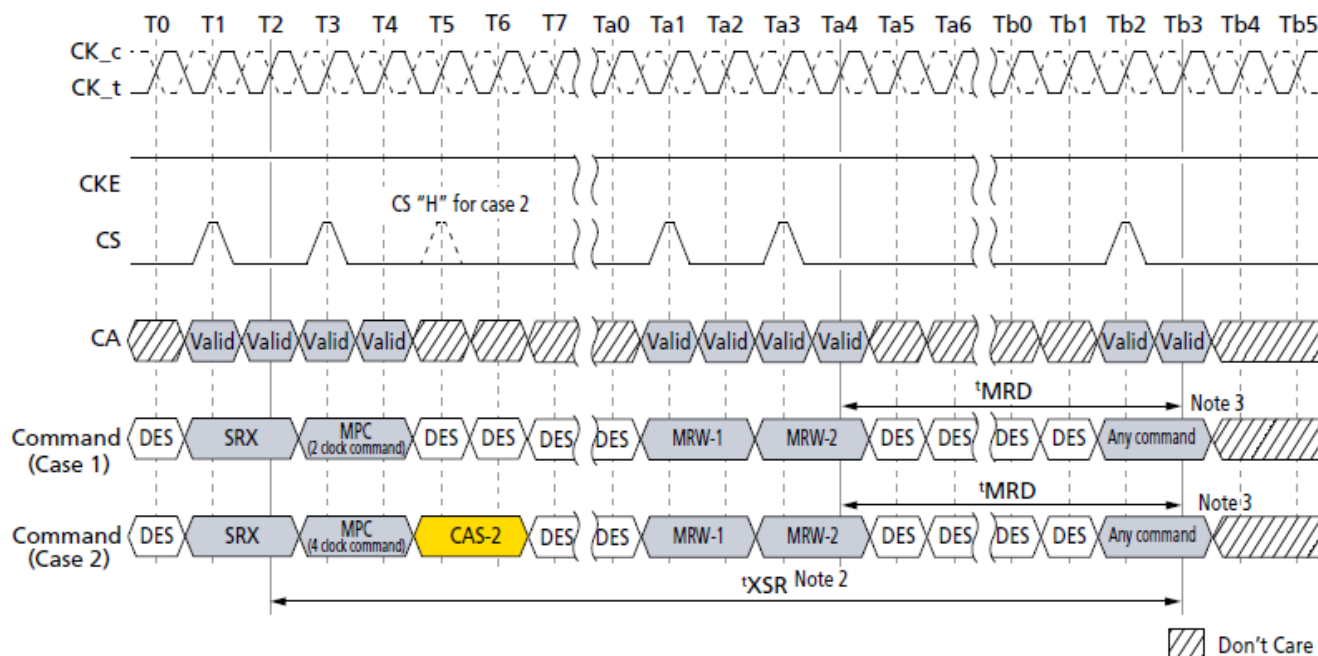 T0 T1 T2 T3 T4 T5 T6 T7 Ta0 Ta1 Ta2 Ta3 Ta4 Ta5 Ta6 Tb0 Tb1 Tb2 Tb3 Tb4 Tb5
CK_c
CK_t
CKE
CS "H" for case 2
CS
CA Valid Valid Valid Valid Valid Valid Valid Valid Valid Valid
tMRD Note 3
Command (Case 1) DES SRX MPC (2 clock command) DES DES DES DES MRW-1 MRW-2 DES DES DES DES Any command
tMRD Note 3
Command (Case 2) DES SRX MPC (4 clock command) CAS-2 DES DES MRW-1 MRW-2 DES DES DES DES Any command
tXSR Note 2
Don't Care